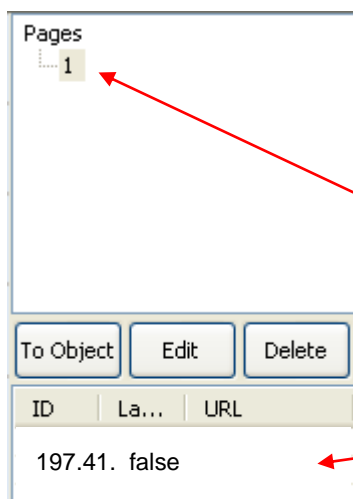 Pages
1
To Object Edit Delete
ID La... URL
197.41. false